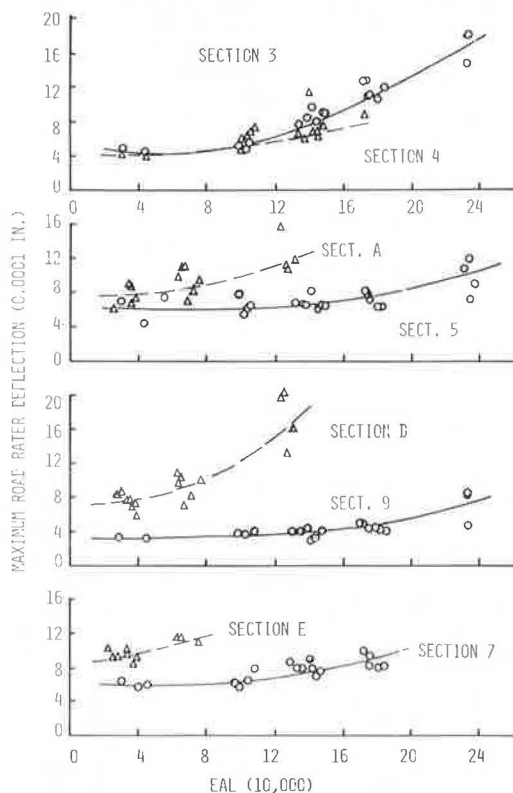 MAXIMUM ROAD RATER DEFLECTION (0.0001 IN.)
20
16
12
8
4
0
SECTION 3
SECTION 4
0 4 8 12 16 20 24
16
12
8
4
0
SECT. A
SECT. 5
20
16
12
8
4
0
SECTION D
SECT. 9
16
12
8
4
0
SECTION E
SECTION 7
0 4 8 12 16 20 24
EAL (10,000)